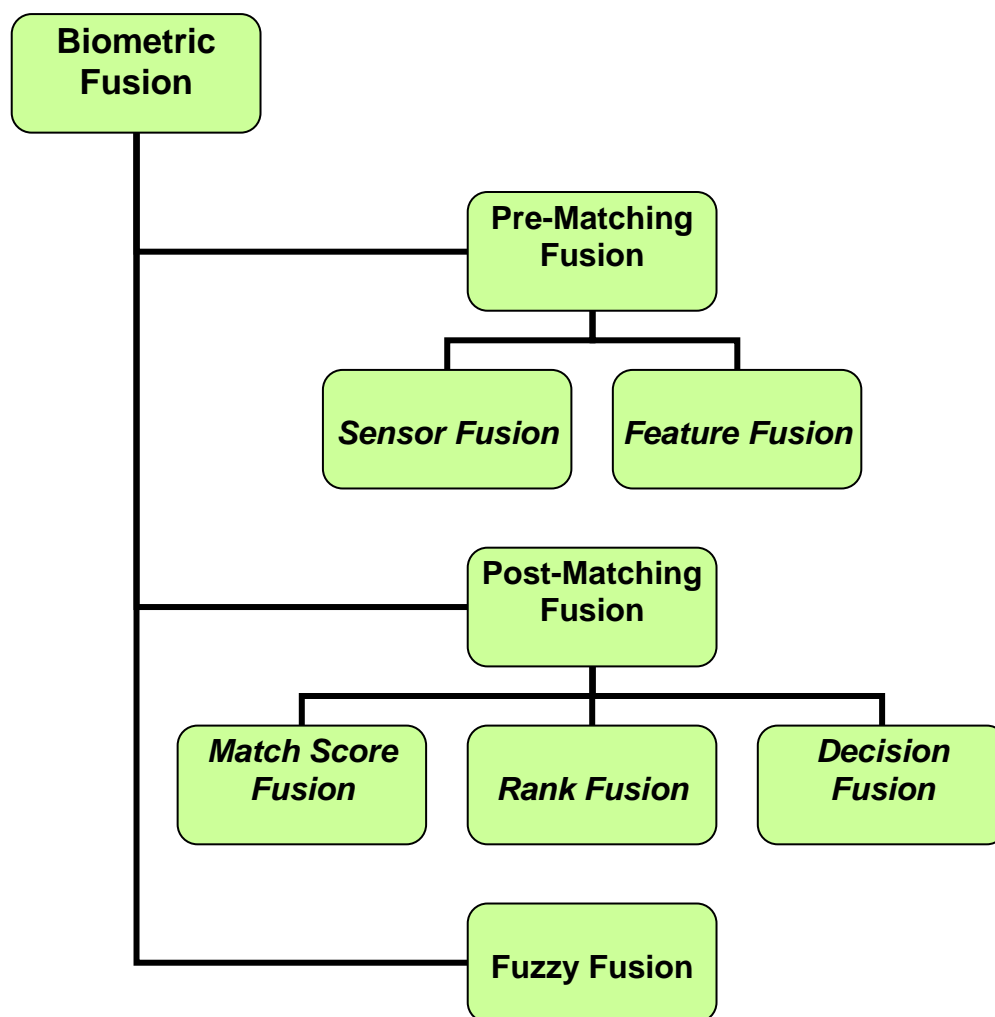 Biometric
Fusion
Pre-Matching
Fusion
Sensor Fusion
Feature Fusion
Post-Matching
Fusion
Match Score
Fusion
Rank Fusion
Decision
Fusion
Fuzzy Fusion